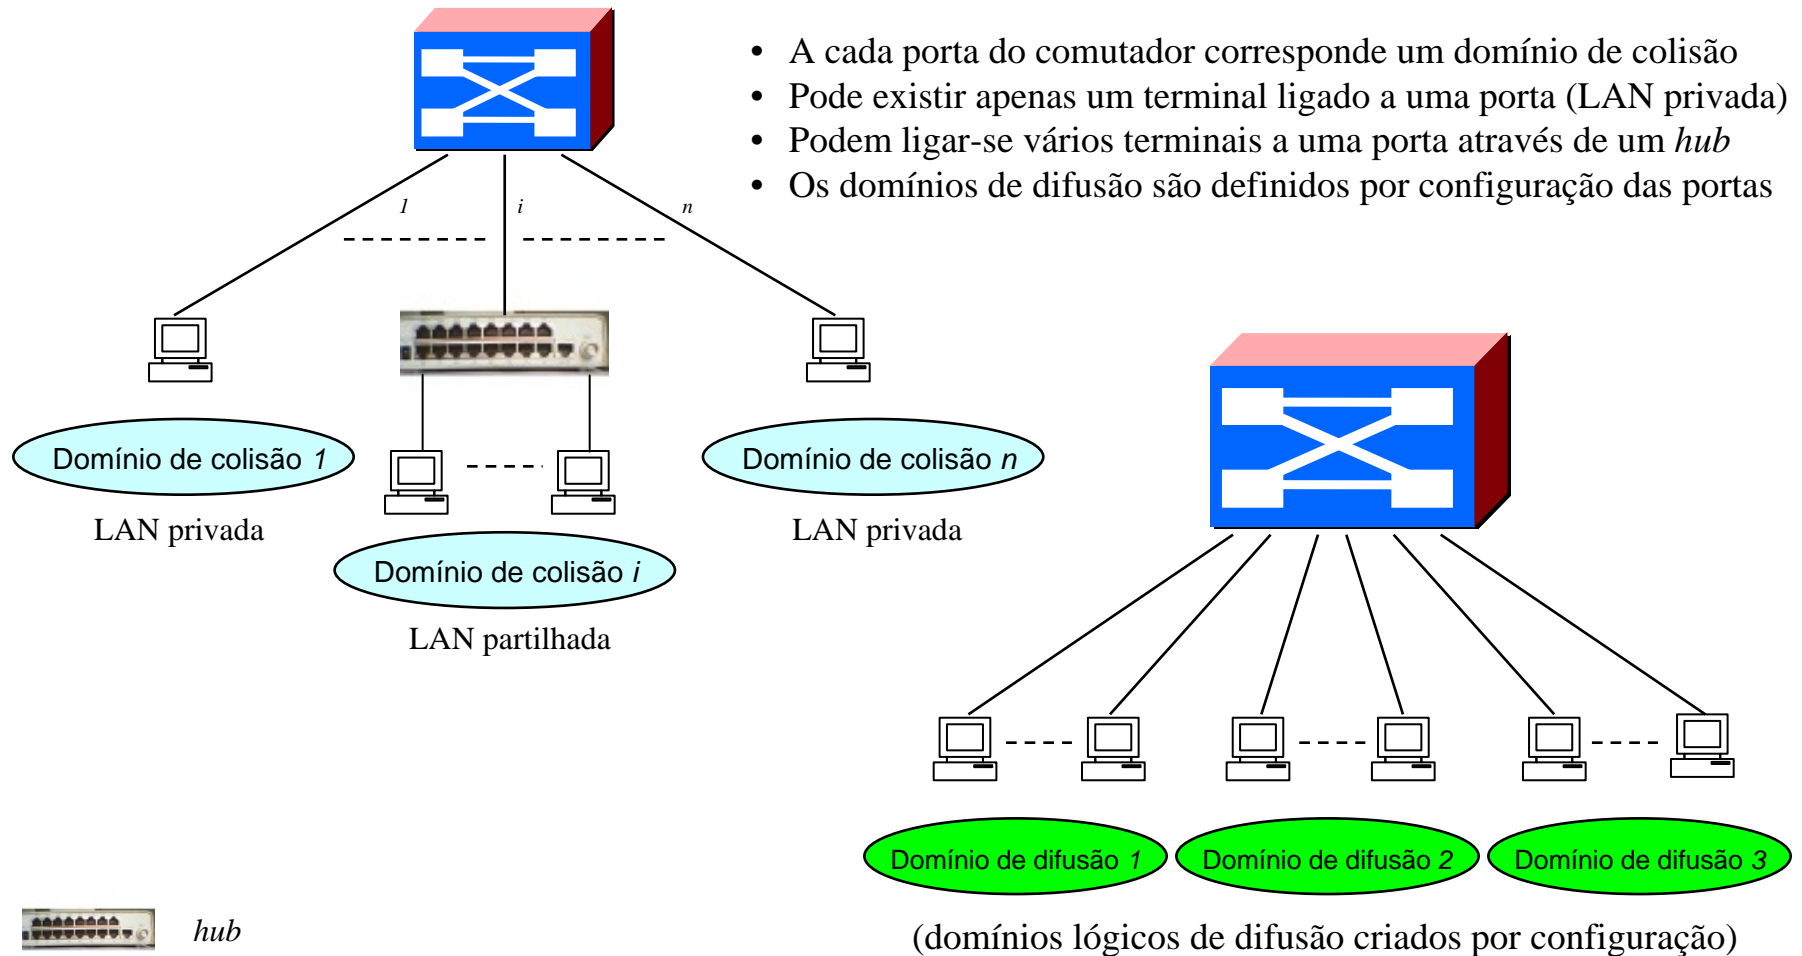 • A cada porta do comutador corresponde um domínio de colisão
• Pode existir apenas um terminal ligado a uma porta (LAN privada)
• Podem ligar-se vários terminais a uma porta através de um hub
• Os domínios de difusão são definidos por configuração das portas
1 i n
Domínio de colisão 1
Domínio de colisão n
LAN privada
LAN privada
Domínio de colisão i
LAN partilhada
Domínio de difusão 1
Domínio de difusão 2
Domínio de difusão 3
(domínios lógicos de difusão criados por configuração)
hub